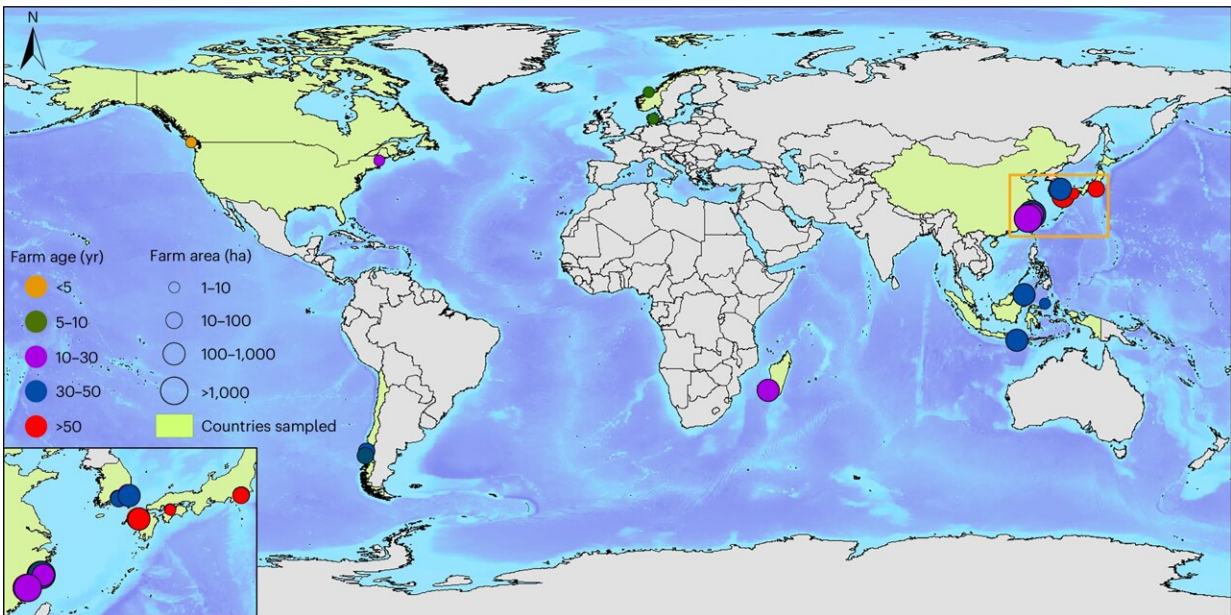 N
Farm age (yr)
<5
5–10
10–30
30–50
>50
Farm area (ha)
1–10
10–100
100–1,000
>1,000
Countries sampled